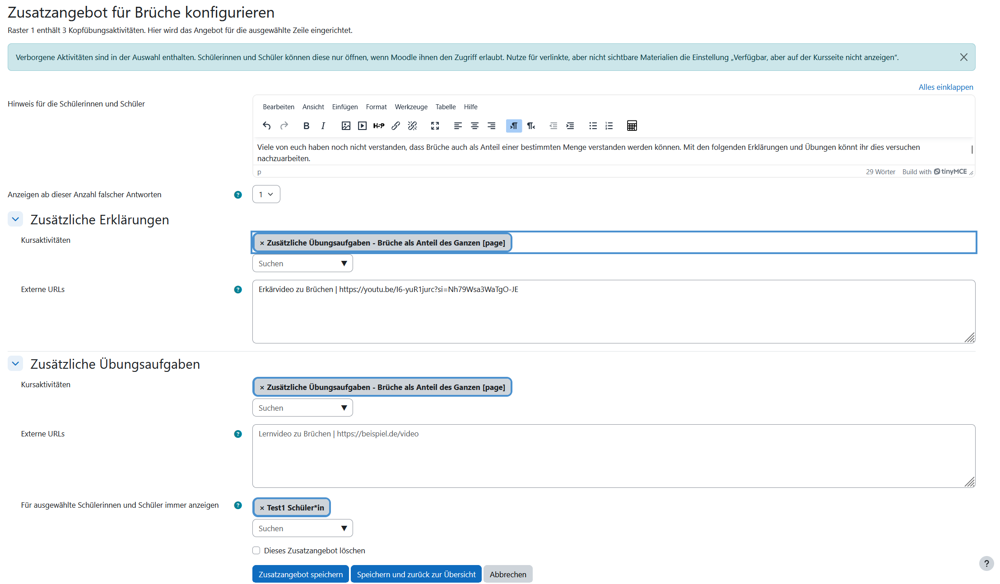 Zusatzangebot für Brüche konfigurieren
Raster 1 enthält 3 Kopfübungsaktivitäten. Hier wird das Angebot für die ausgewählte Zeile eingerichtet.
Verborgene Aktivitäten sind in der Auswahl enthalten. Schülerinnen und Schüler können diese nur öffnen, wenn Moodle ihnen den Zugriff erlaubt. Nutze für verlinkte, aber nicht sichtbare Materialien die Einstellung „Verfügbar, aber auf der Kursseite nicht anzeigen“.
Alles einklappen
Hinweis für die Schülerinnen und Schüler
Bearbeiten Ansicht Einfügen Format Werkzeuge Tabelle Hilfe
B I H5P
Viele von euch haben noch nicht verstanden, dass Brüche auch als Anteil einer bestimmten Menge verstanden werden können. Mit den folgenden Erklärungen und Übungen könnt ihr dies versuchen
nachzuarbeiten.
p 29 Wörter Build with tinyMCE
Anzeigen ab dieser Anzahl falscher Antworten ? 1
Zusätzliche Erklärungen
Kursaktivitäten × Zusätzliche Übungsaufgaben - Brüche als Anteil des Ganzen [page]
Suchen ▼
Externe URLs ? Erkärvideo zu Brüchen | https://youtu.be/I6-yuR1jurc?si=Nh79Wsa3WaTgO-JE
Zusätzliche Übungsaufgaben
Kursaktivitäten × Zusätzliche Übungsaufgaben - Brüche als Anteil des Ganzen [page]
Suchen ▼
Externe URLs ? Lernvideo zu Brüchen | https://beispiel.de/video
Für ausgewählte Schülerinnen und Schüler immer anzeigen ? × Test1 Schüler*in
Suchen ▼
Dieses Zusatzangebot löschen
?
Zusatzangebot speichern Speichern und zurück zur Übersicht Abbrechen